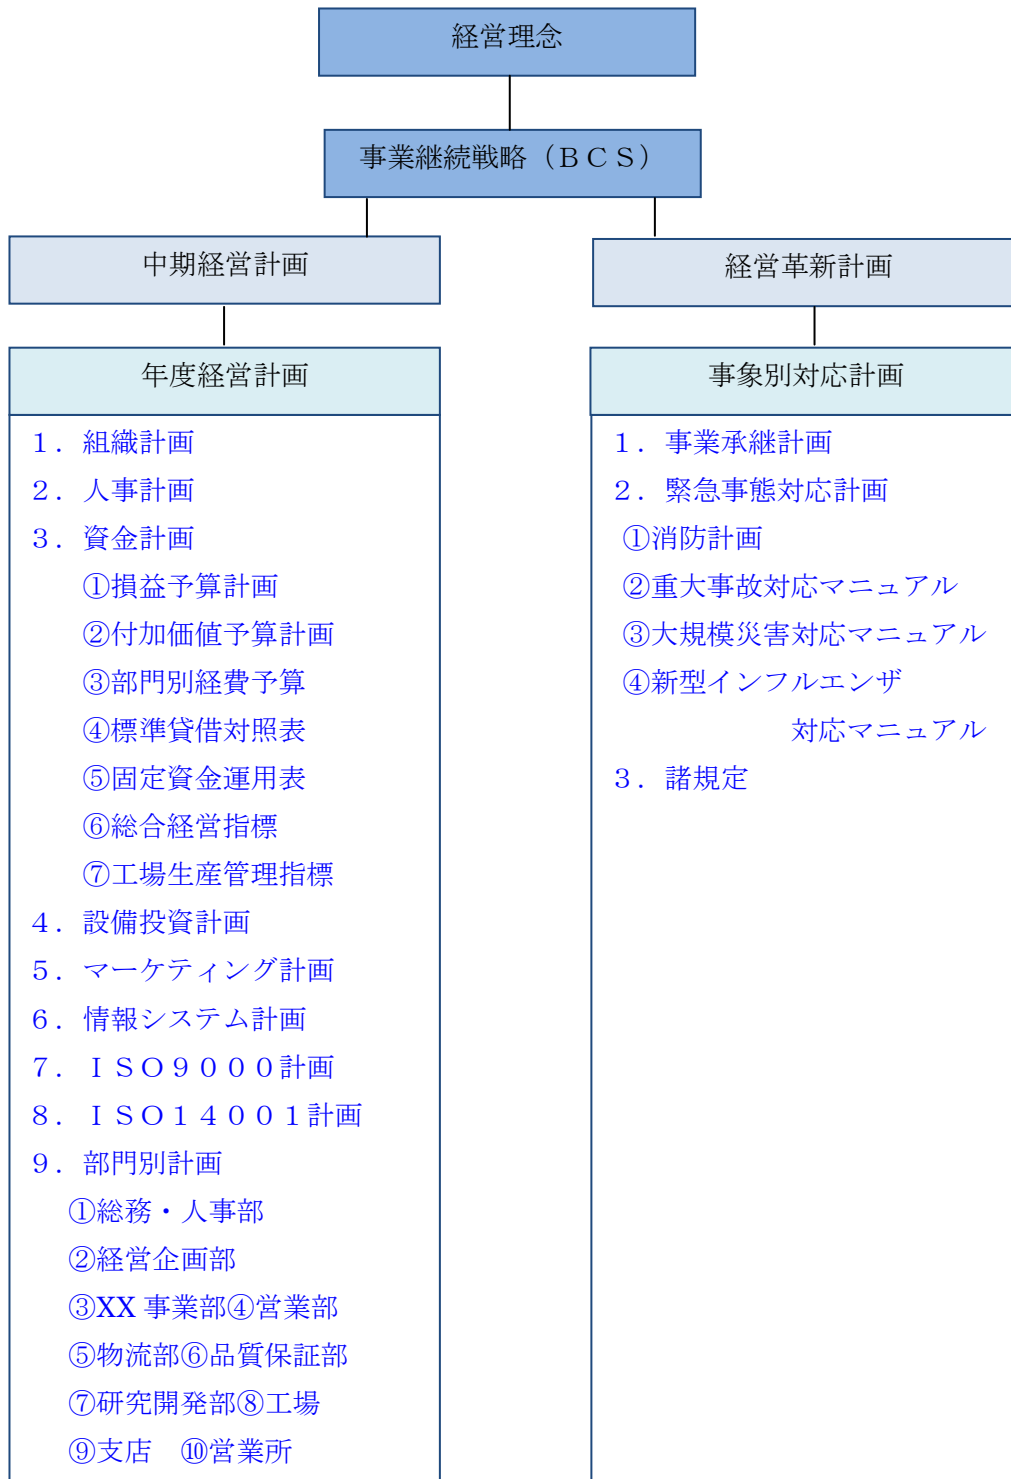 経営理念
事業継続戦略（ＢＣＳ）
中期経営計画
経営革新計画
年度経営計画
１．組織計画
２．人事計画
３．資金計画
①損益予算計画
②付加価値予算計画
③部門別経費予算
④標準貸借対照表
⑤固定資金運用表
⑥総合経営指標
⑦工場生産管理指標
４．設備投資計画
５．マーケティング計画
６．情報システム計画
７．ＩＳＯ９０００計画
８．ＩＳＯ１４００１計画
９．部門別計画
①総務・人事部
②経営企画部
③XX 事業部④営業部
⑤物流部⑥品質保証部
⑦研究開発部⑧工場
⑨支店　⑩営業所
事象別対応計画
１．事業承継計画
２．緊急事態対応計画
①消防計画
②重大事故対応マニュアル
③大規模災害対応マニュアル
④新型インフルエンザ
対応マニュアル
３．諸規定